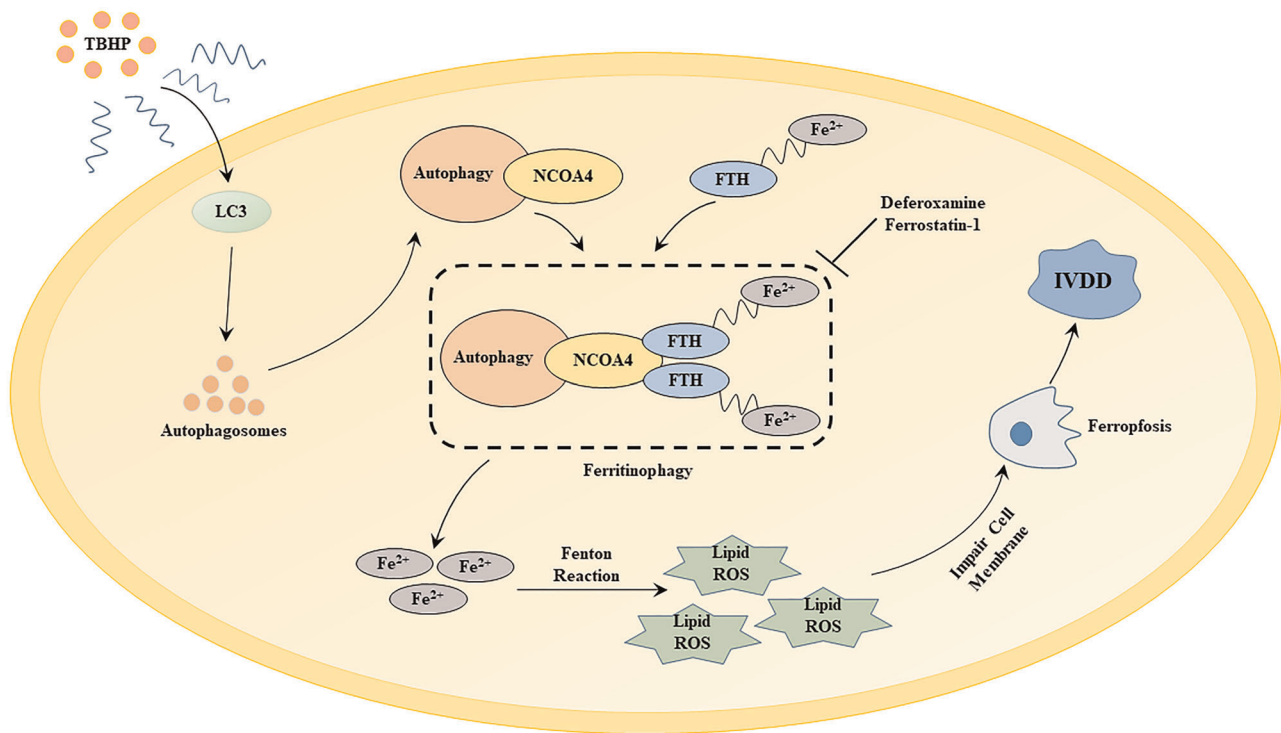 TBHP
LC3
Autophagosomes
Autophagy
NCOA4
FTH
Fe²⁺
Deferoxamine
Ferrostatin-1
Autophagy
NCOA4
FTH
FTH
Fe²⁺
Fe²⁺
Ferritinophagy
Fe²⁺
Fe²⁺
Fe²⁺
Fenton
Reaction
Lipid
ROS
Lipid
ROS
Lipid
ROS
Impair Cell
Membrane
Ferropfosis
IVDD